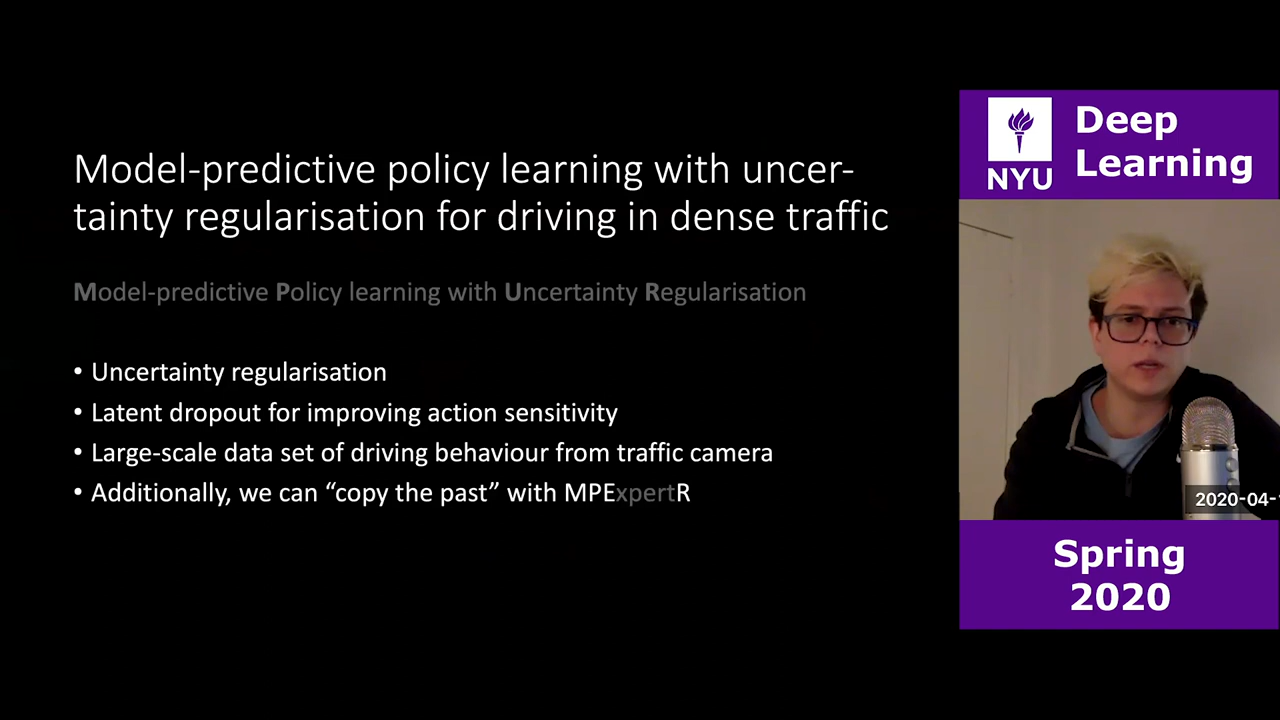 Model-predictive policy learning with uncer-
tainty regularisation for driving in dense traffic
Model-predictive Policy learning with Uncertainty Regularisation
• Uncertainty regularisation
• Latent dropout for improving action sensitivity
• Large-scale data set of driving behaviour from traffic camera
• Additionally, we can “copy the past” with MPExpertR
NYU
Deep
Learning
2020-04-
Spring
2020